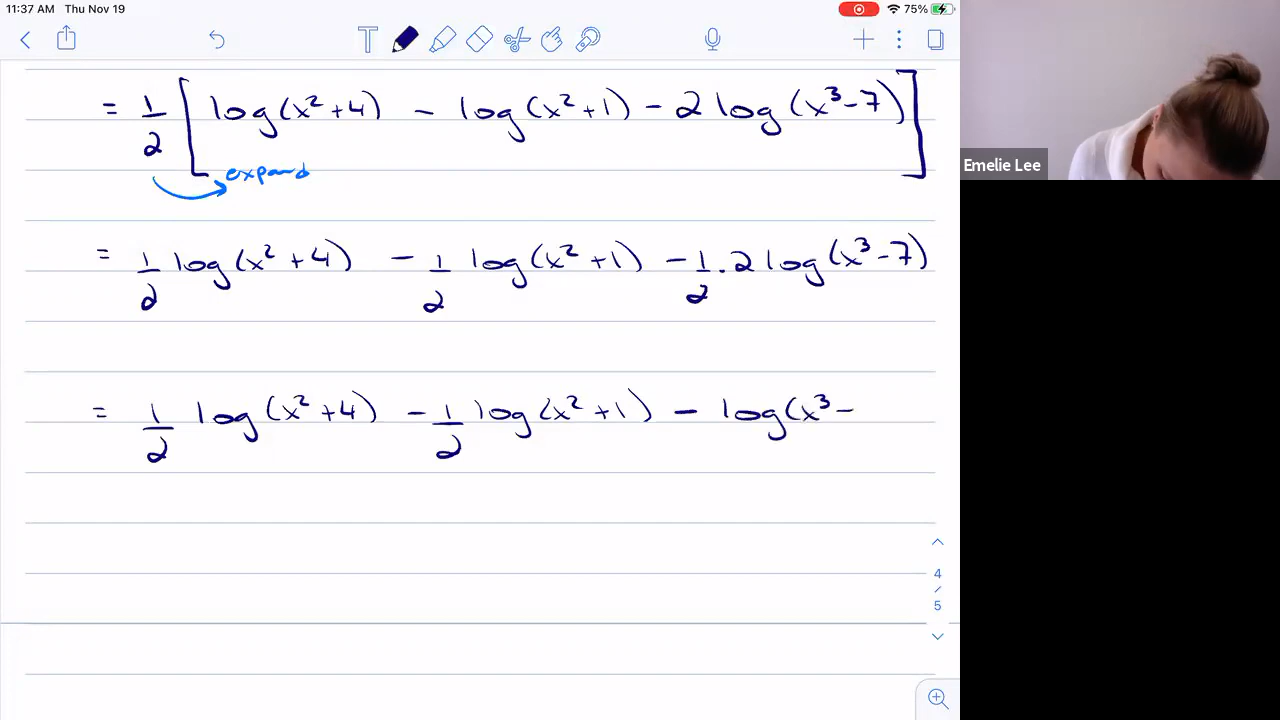 11:37 AM Thu Nov 19 75%
T
= 1/2 [ log(x² + 4) - log(x² + 1) - 2 log(x³ - 7) ]
expand
Emelie Lee
= 1/2 log(x² + 4) - 1/2 log(x² + 1) - 1/2 · 2 log(x³ - 7)
= 1/2 log(x² + 4) - 1/2 log(x² + 1) - log(x³ -
4
/
5